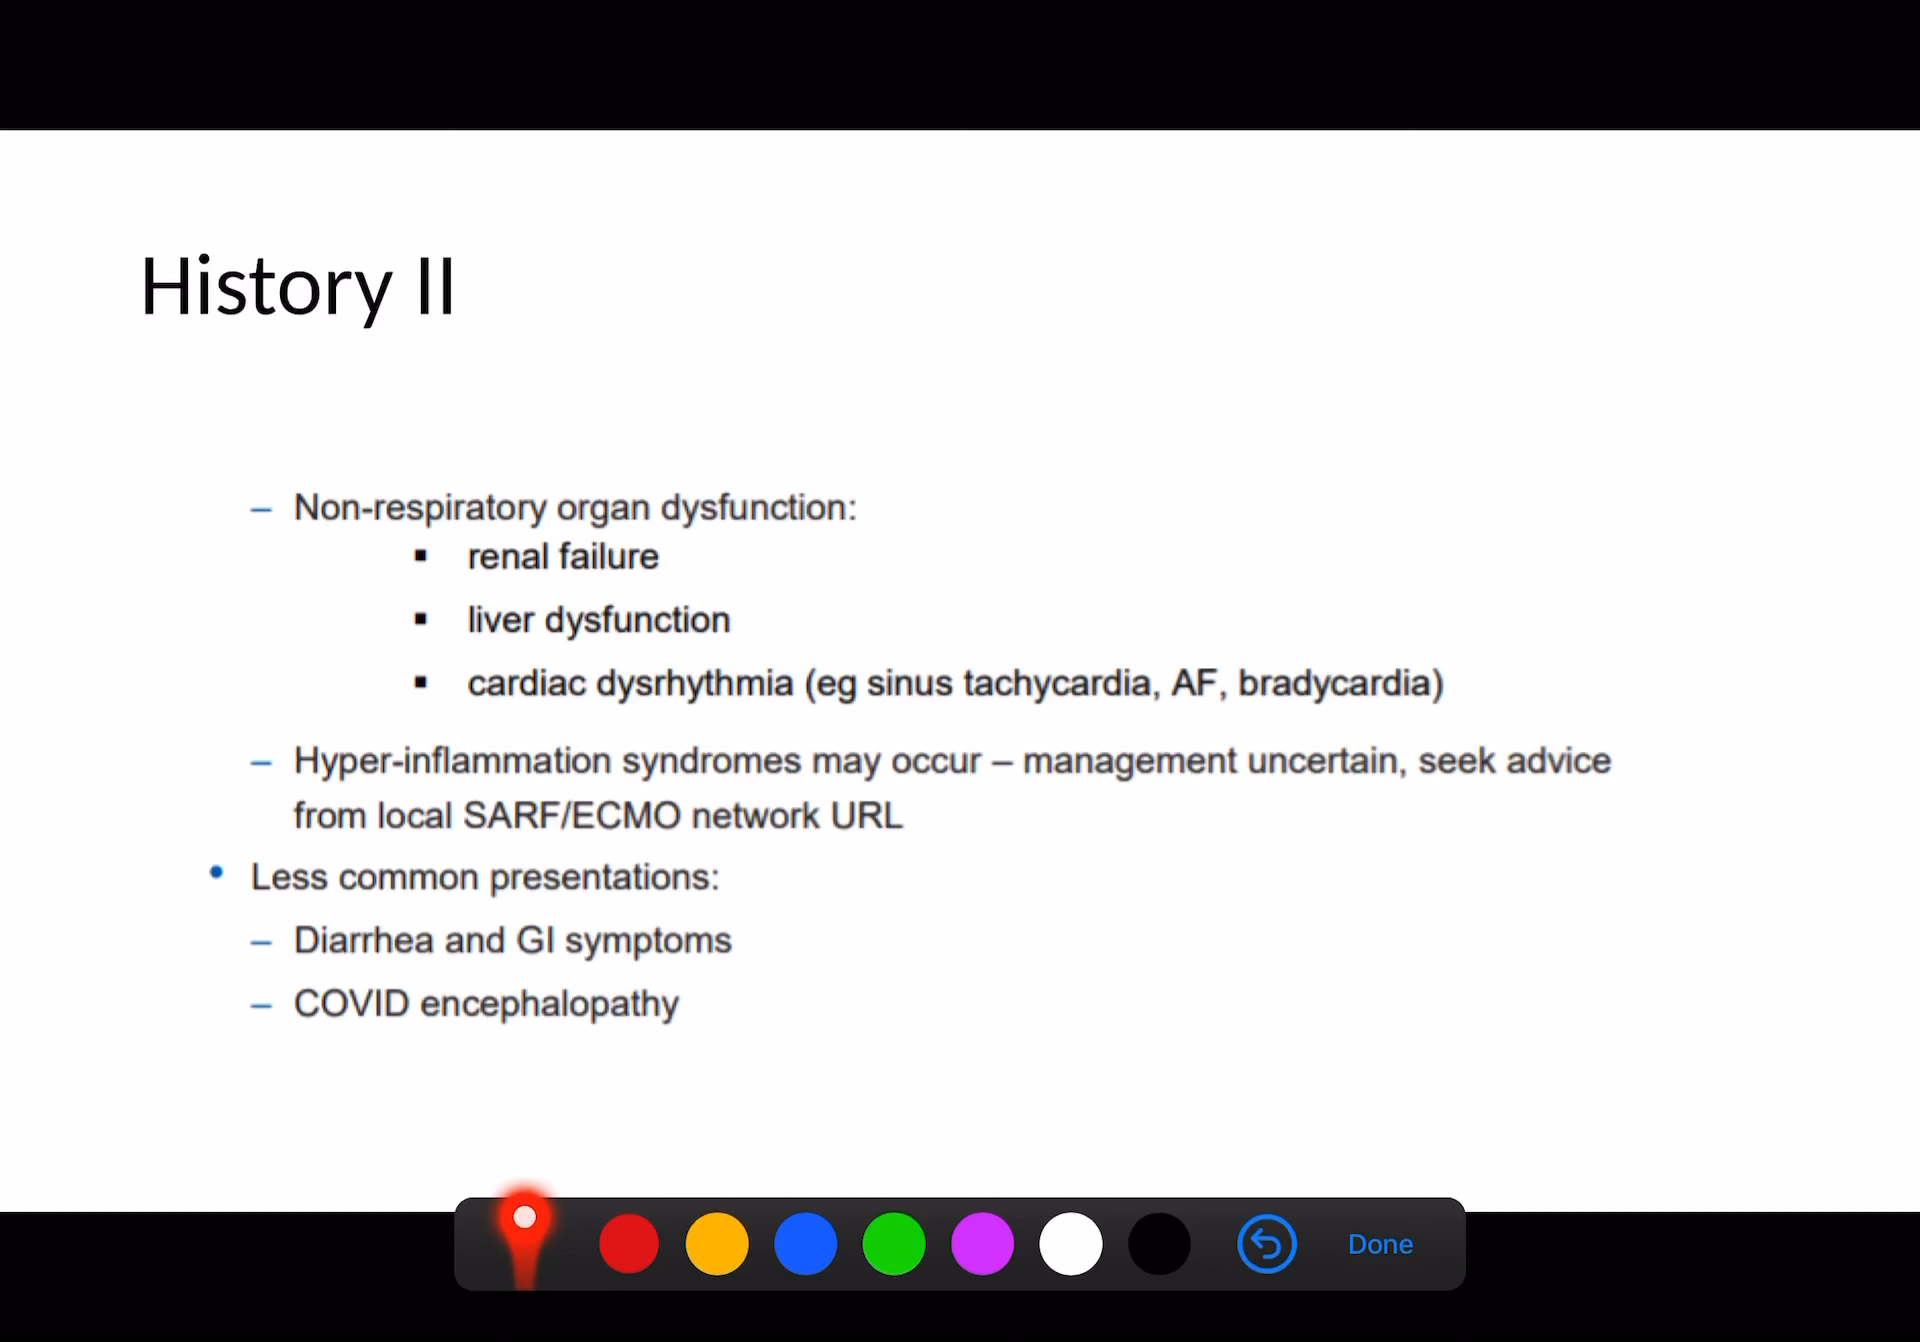 History II
– Non-respiratory organ dysfunction:
▪ renal failure
▪ liver dysfunction
▪ cardiac dysrhythmia (eg sinus tachycardia, AF, bradycardia)
– Hyper-inflammation syndromes may occur – management uncertain, seek advice
from local SARF/ECMO network URL
• Less common presentations:
– Diarrhea and GI symptoms
– COVID encephalopathy
Done